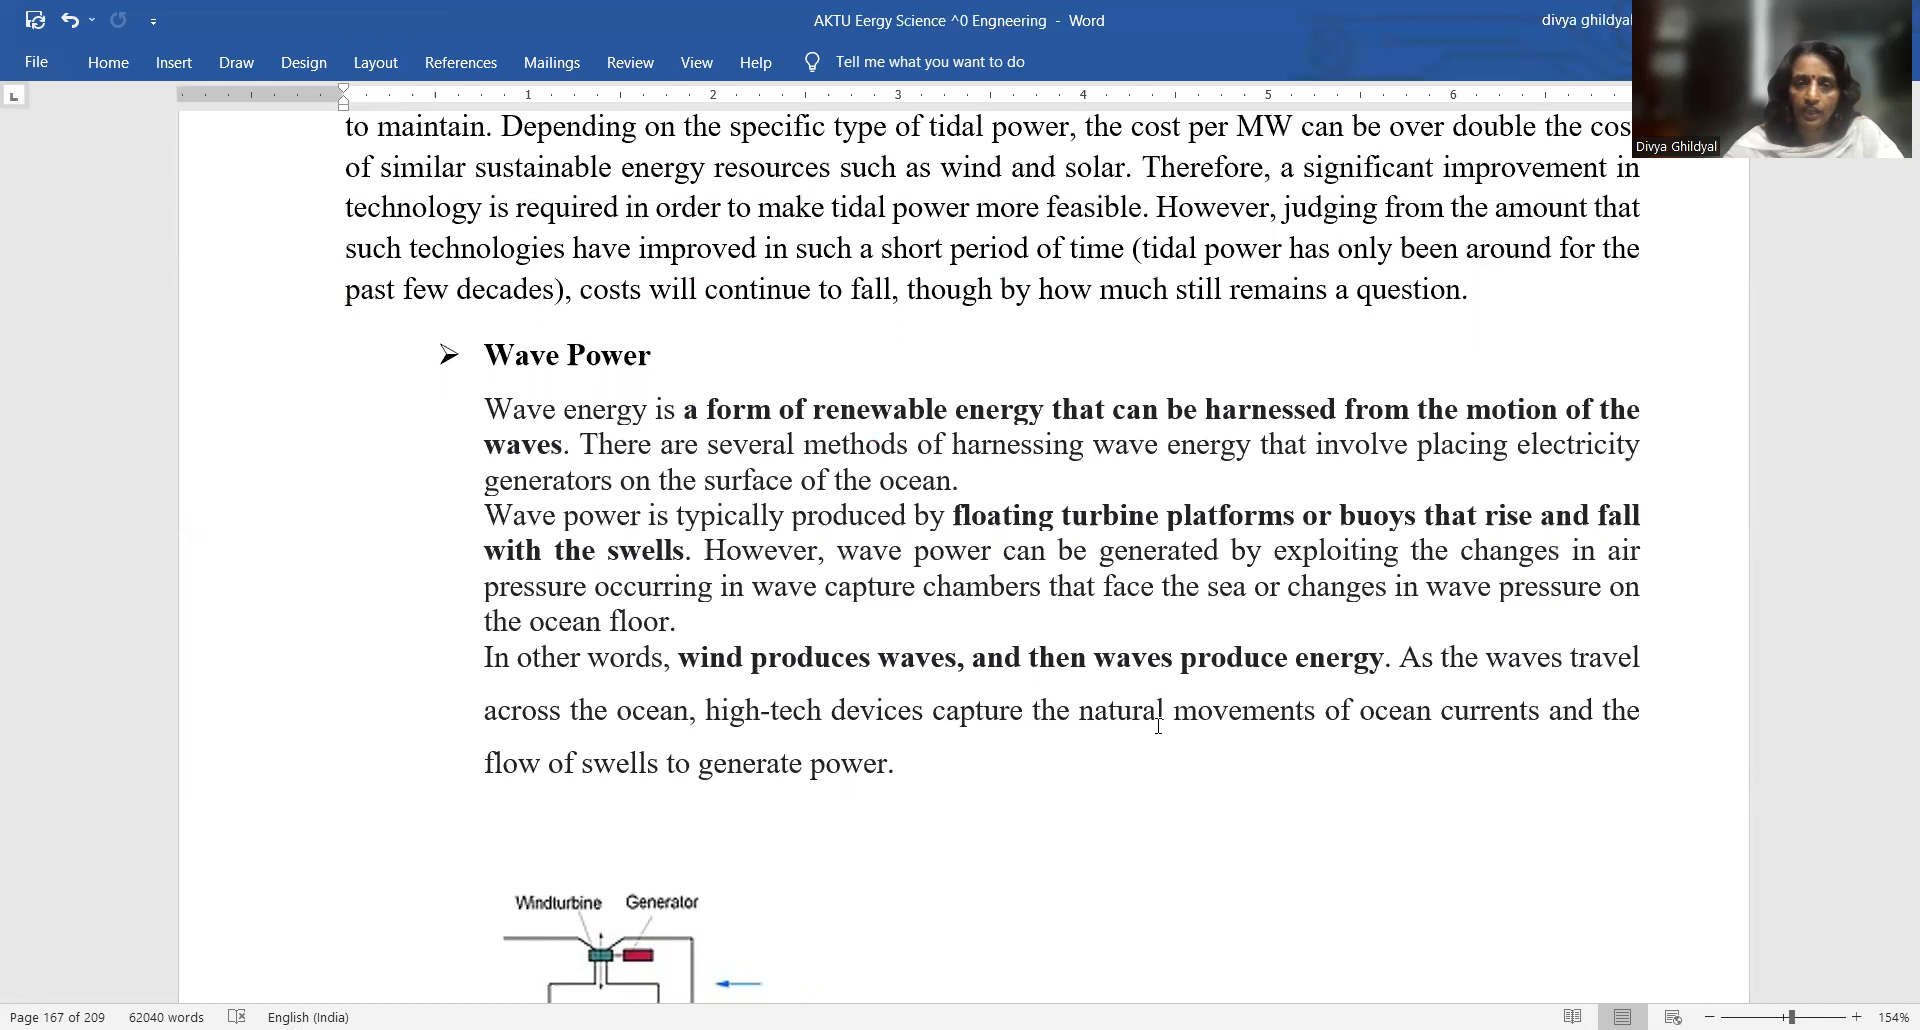 AKTU Eergy Science ^0 Engneering - Word
divya ghildyal
File Home Insert Draw Design Layout References Mailings Review View Help Tell me what you want to do
1 2 3 4 5 6
Divya Ghildyal
to maintain. Depending on the specific type of tidal power, the cost per MW can be over double the cos
of similar sustainable energy resources such as wind and solar. Therefore, a significant improvement in
technology is required in order to make tidal power more feasible. However, judging from the amount that
such technologies have improved in such a short period of time (tidal power has only been around for the
past few decades), costs will continue to fall, though by how much still remains a question.
➢ Wave Power
Wave energy is a form of renewable energy that can be harnessed from the motion of the
waves. There are several methods of harnessing wave energy that involve placing electricity
generators on the surface of the ocean.
Wave power is typically produced by floating turbine platforms or buoys that rise and fall
with the swells. However, wave power can be generated by exploiting the changes in air
pressure occurring in wave capture chambers that face the sea or changes in wave pressure on
the ocean floor.
In other words, wind produces waves, and then waves produce energy. As the waves travel
across the ocean, high-tech devices capture the natural movements of ocean currents and the
flow of swells to generate power.
Windturbine Generator
Page 167 of 209 62040 words English (India) 154%